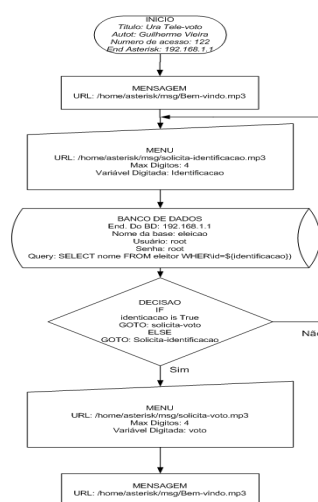 INICIO
Título: Ura Tele-voto
Autot: Guilherme Vieira
Numero de acesso: 122
End Asterisk: 192.168.1.1
MENSAGEM
URL: /home/asterisk/msg/Bem-vindo.mp3
MENU
URL: /home/asterisk/msg/solicita-identificacao.mp3
Max Digitos: 4
Variável Digitada: Identificacao
BANCO DE DADOS
End. Do BD: 192.168.1.1
Nome da base: eleicao
Usuário: root
Senha: root
Query: SELECT nome FROM eleitor WHER\id=${identificacao})
DECISAO
IF
identicacao is True
GOTO: solicita-voto
ELSE
GOTO: Solicita-identificacao
Não
Sim
MENU
URL: /home/asterisk/msg/solicita-voto.mp3
Max Digitos: 4
Variável Digitada: voto
MENSAGEM
URL: /home/asterisk/msg/Bem-vindo.mp3